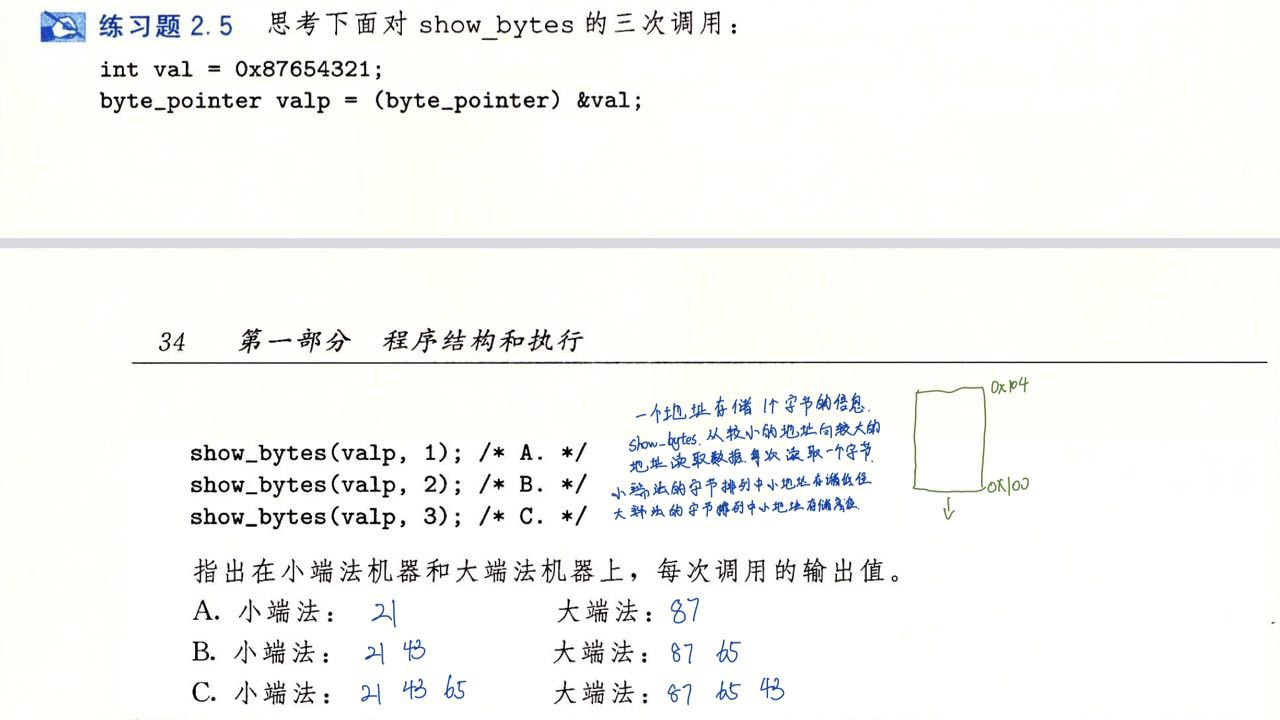 练习题 2.5 思考下面对 show_bytes 的三次调用：
int val = 0x87654321;
byte_pointer valp = (byte_pointer) &val;
34 第一部分 程序结构和执行
一个地址存储1个字节的信息.
show_bytes.从较小的地址向较大的
地址读取数据.每次读取一个字节.
小端法的字节排列中小地址存储低位
大端法的字节排列中小地址存储高位.
0x104
0x100
show_bytes(valp, 1); /* A. */
show_bytes(valp, 2); /* B. */
show_bytes(valp, 3); /* C. */
指出在小端法机器和大端法机器上，每次调用的输出值。
A. 小端法： 21 大端法：87
B. 小端法： 21 43 大端法：87 65
C. 小端法： 21 43 65 大端法：87 65 43